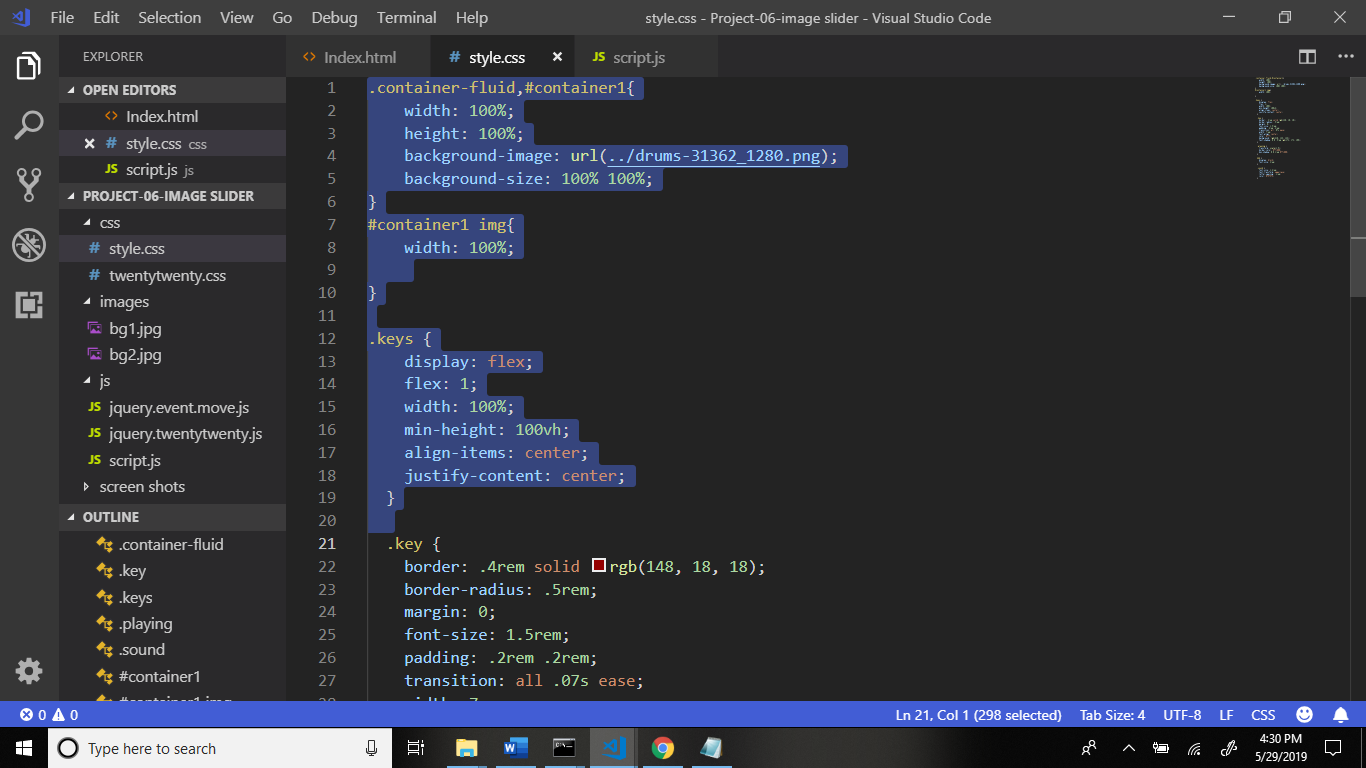 File Edit Selection View Go Debug Terminal Help style.css - Project-06-image slider - Visual Studio Code
EXPLORER
OPEN EDITORS
Index.html
style.css css
script.js js
PROJECT-06-IMAGE SLIDER
css
style.css
twentytwenty.css
images
bg1.jpg
bg2.jpg
js
jquery.event.move.js
jquery.twentytwenty.js
script.js
screen shots
OUTLINE
.container-fluid
.key
.keys
.playing
.sound
#container1
#container1 img
Index.html # style.css JS script.js
1 .container-fluid,#container1{
2 width: 100%;
3 height: 100%;
4 background-image: url(../drums-31362_1280.png);
5 background-size: 100% 100%;
6 }
7 #container1 img{
8 width: 100%;
9
10 }
11
12 .keys {
13 display: flex;
14 flex: 1;
15 width: 100%;
16 min-height: 100vh;
17 align-items: center;
18 justify-content: center;
19 }
20
21 .key {
22 border: .4rem solid rgb(148, 18, 18);
23 border-radius: .5rem;
24 margin: 0;
25 font-size: 1.5rem;
26 padding: .2rem .2rem;
27 transition: all .07s ease;
0 0 Ln 21, Col 1 (298 selected) Tab Size: 4 UTF-8 LF CSS
Type here to search
4:30 PM
5/29/2019